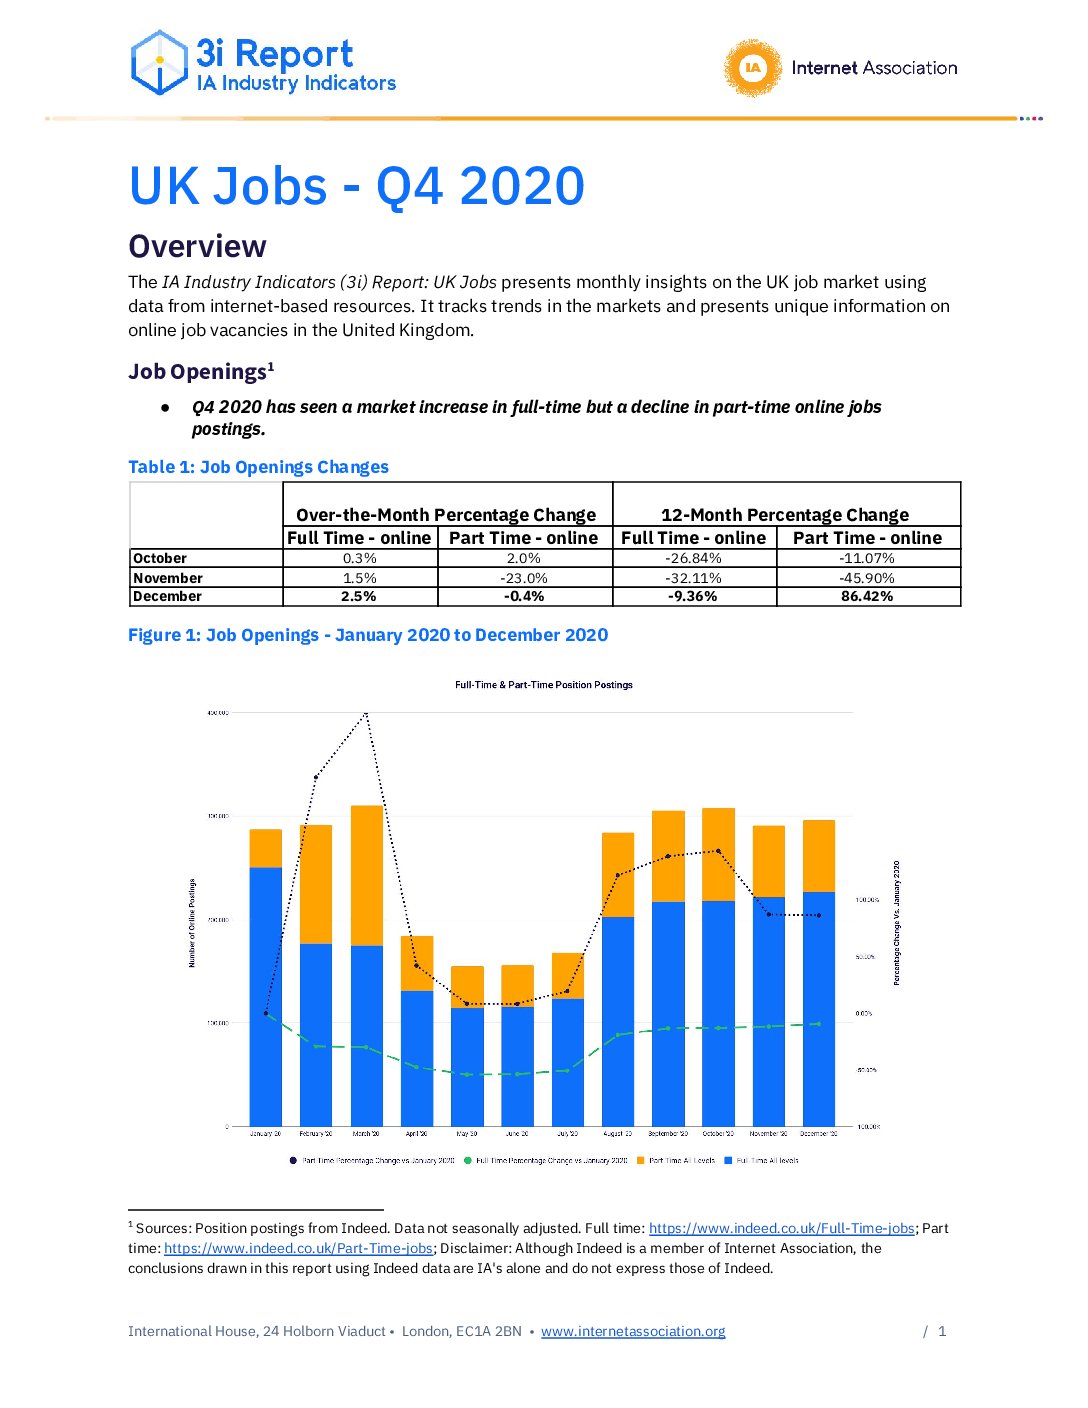 3i Report
IA Industry Indicators
IA
Internet Association
UK Jobs - Q4 2020
Overview
The IA Industry Indicators (3i) Report: UK Jobs presents monthly insights on the UK job market using
data from internet-based resources. It tracks trends in the markets and presents unique information on
online job vacancies in the United Kingdom.
Job Openings¹
● Q4 2020 has seen a market increase in full-time but a decline in part-time online jobs
postings.
Table 1: Job Openings Changes
Over-the-Month Percentage Change 12-Month Percentage Change
Full Time - online Part Time - online Full Time - online Part Time - online
October 0.3% 2.0% -26.84% -11.07%
November 1.5% -23.0% -32.11% -45.90%
December 2.5% -0.4% -9.36% 86.42%
Figure 1: Job Openings - January 2020 to December 2020
Full-Time & Part-Time Position Postings
400,000
300,000
200,000
100,000
0
Number of Online Postings
100.00%
50.00%
0.00%
-50.00%
-100.00%
Percentage Change Vs. January 2020
January '20 February '20 March '20 April '20 May '20 June '20 July '20 August '20 September '20 October '20 November '20 December '20
Part Time Percentage Change vs January 2020 Full Time Percentage Change vs January 2020 Part Time All Levels Full Time All levels
¹ Sources: Position postings from Indeed. Data not seasonally adjusted. Full time: https://www.indeed.co.uk/Full-Time-jobs; Part
time: https://www.indeed.co.uk/Part-Time-jobs; Disclaimer: Although Indeed is a member of Internet Association, the
conclusions drawn in this report using Indeed data are IA's alone and do not express those of Indeed.
International House, 24 Holborn Viaduct • London, EC1A 2BN • www.internetassociation.org / 1